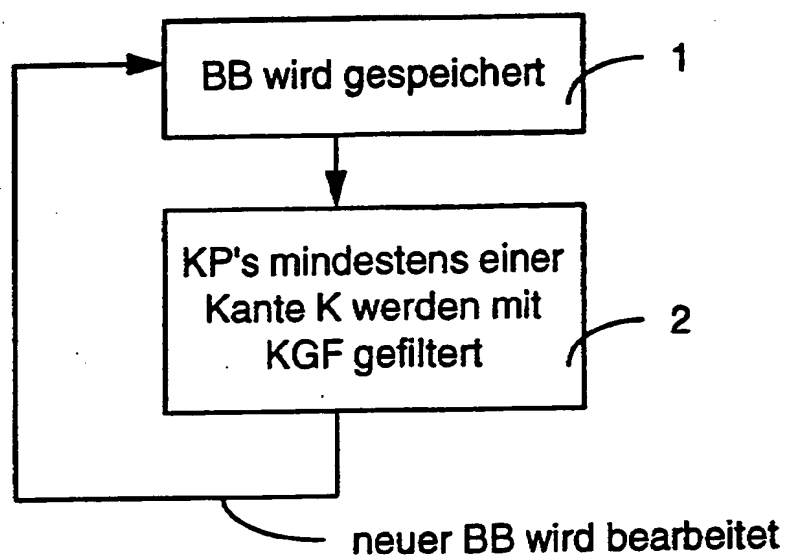 BB wird gespeichert
1
KP's mindestens einer
Kante K werden mit
KGF gefiltert
2
neuer BB wird bearbeitet